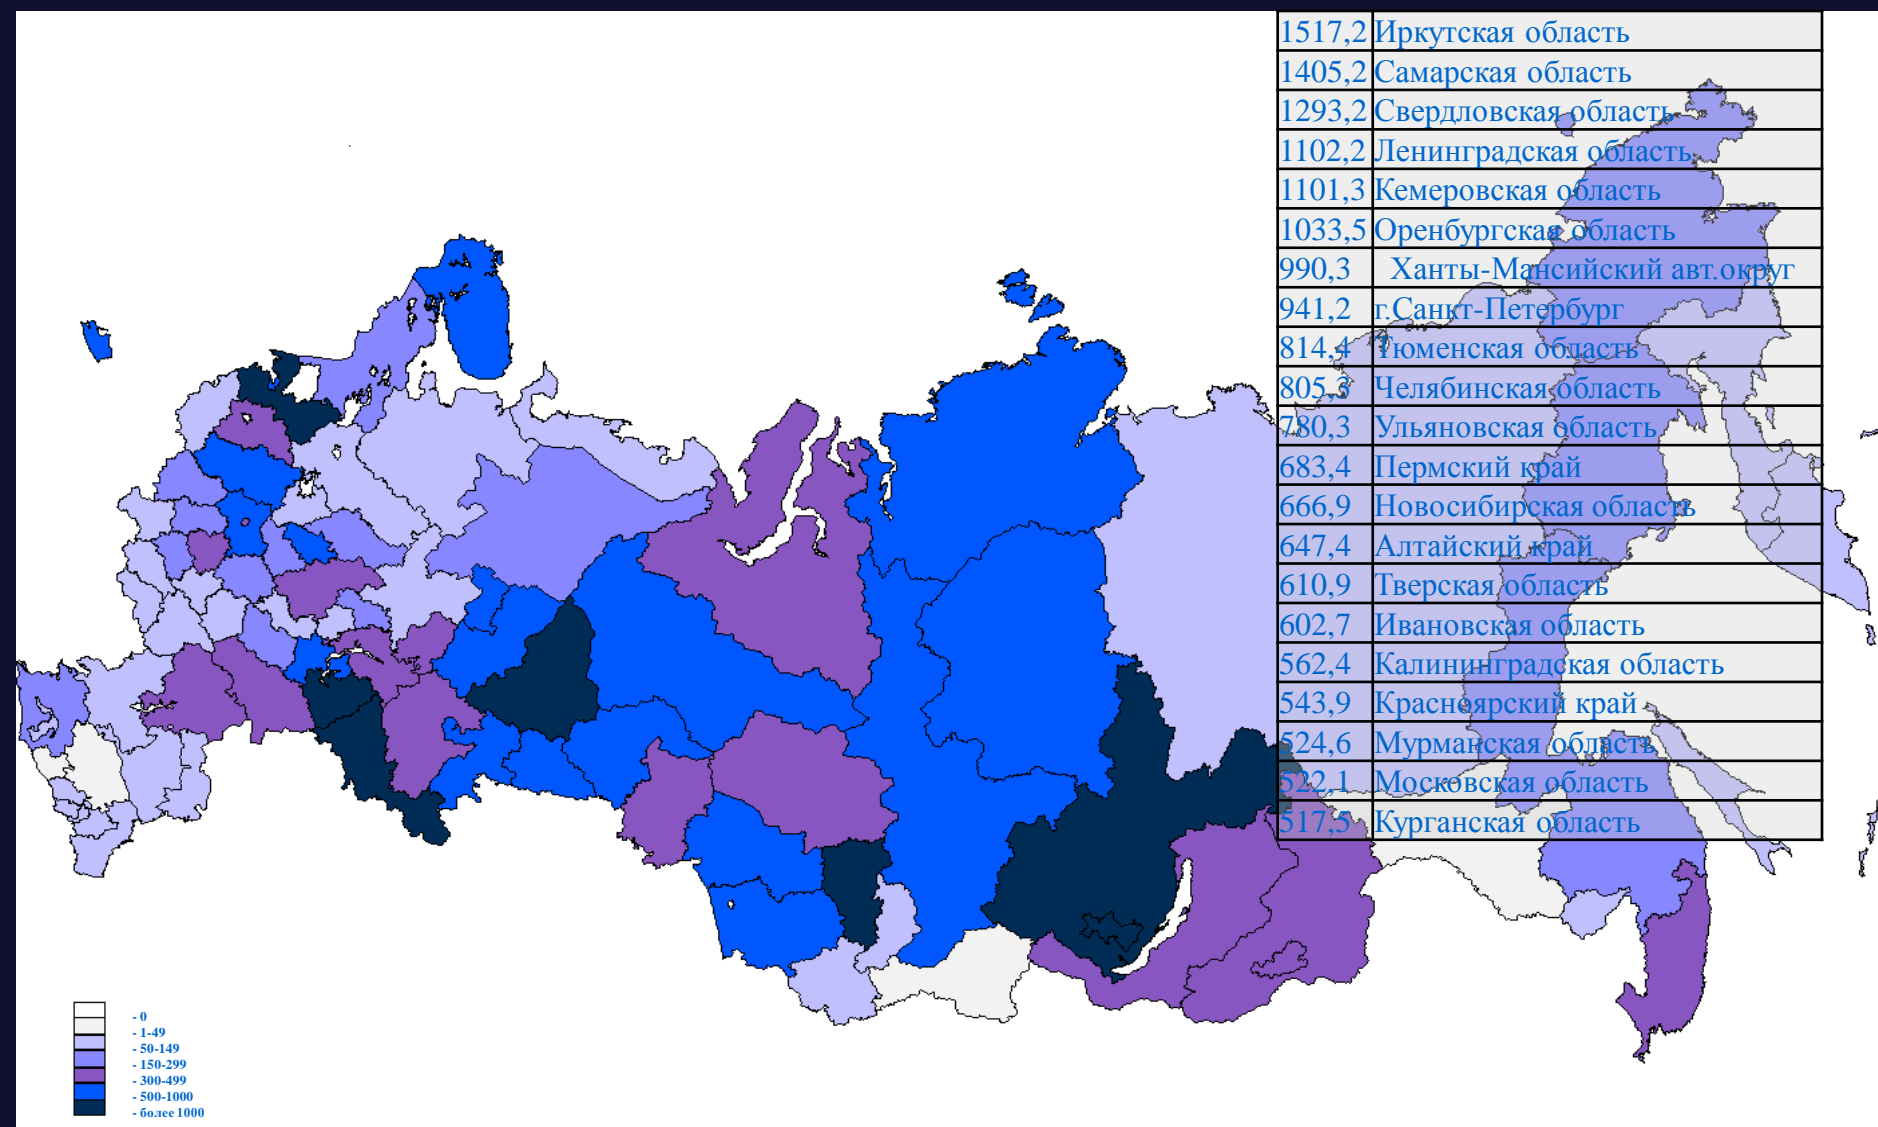 1517,2 Иркутская область
1405,2 Самарская область
1293,2 Свердловская область
1102,2 Ленинградская область
1101,3 Кемеровская область
1033,5 Оренбургская область
990,3 Ханты-Мансийский авт.округ
941,2 г.Санкт-Петербург
814,4 Тюменская область
805,3 Челябинская область
780,3 Ульяновская область
683,4 Пермский край
666,9 Новосибирская область
647,4 Алтайский край
610,9 Тверская область
602,7 Ивановская область
562,4 Калининградская область
543,9 Красноярский край
524,6 Мурманская область
522,1 Московская область
517,5 Курганская область
- 0
- 1-49
- 50-149
- 150-299
- 300-499
- 500-1000
- более 1000